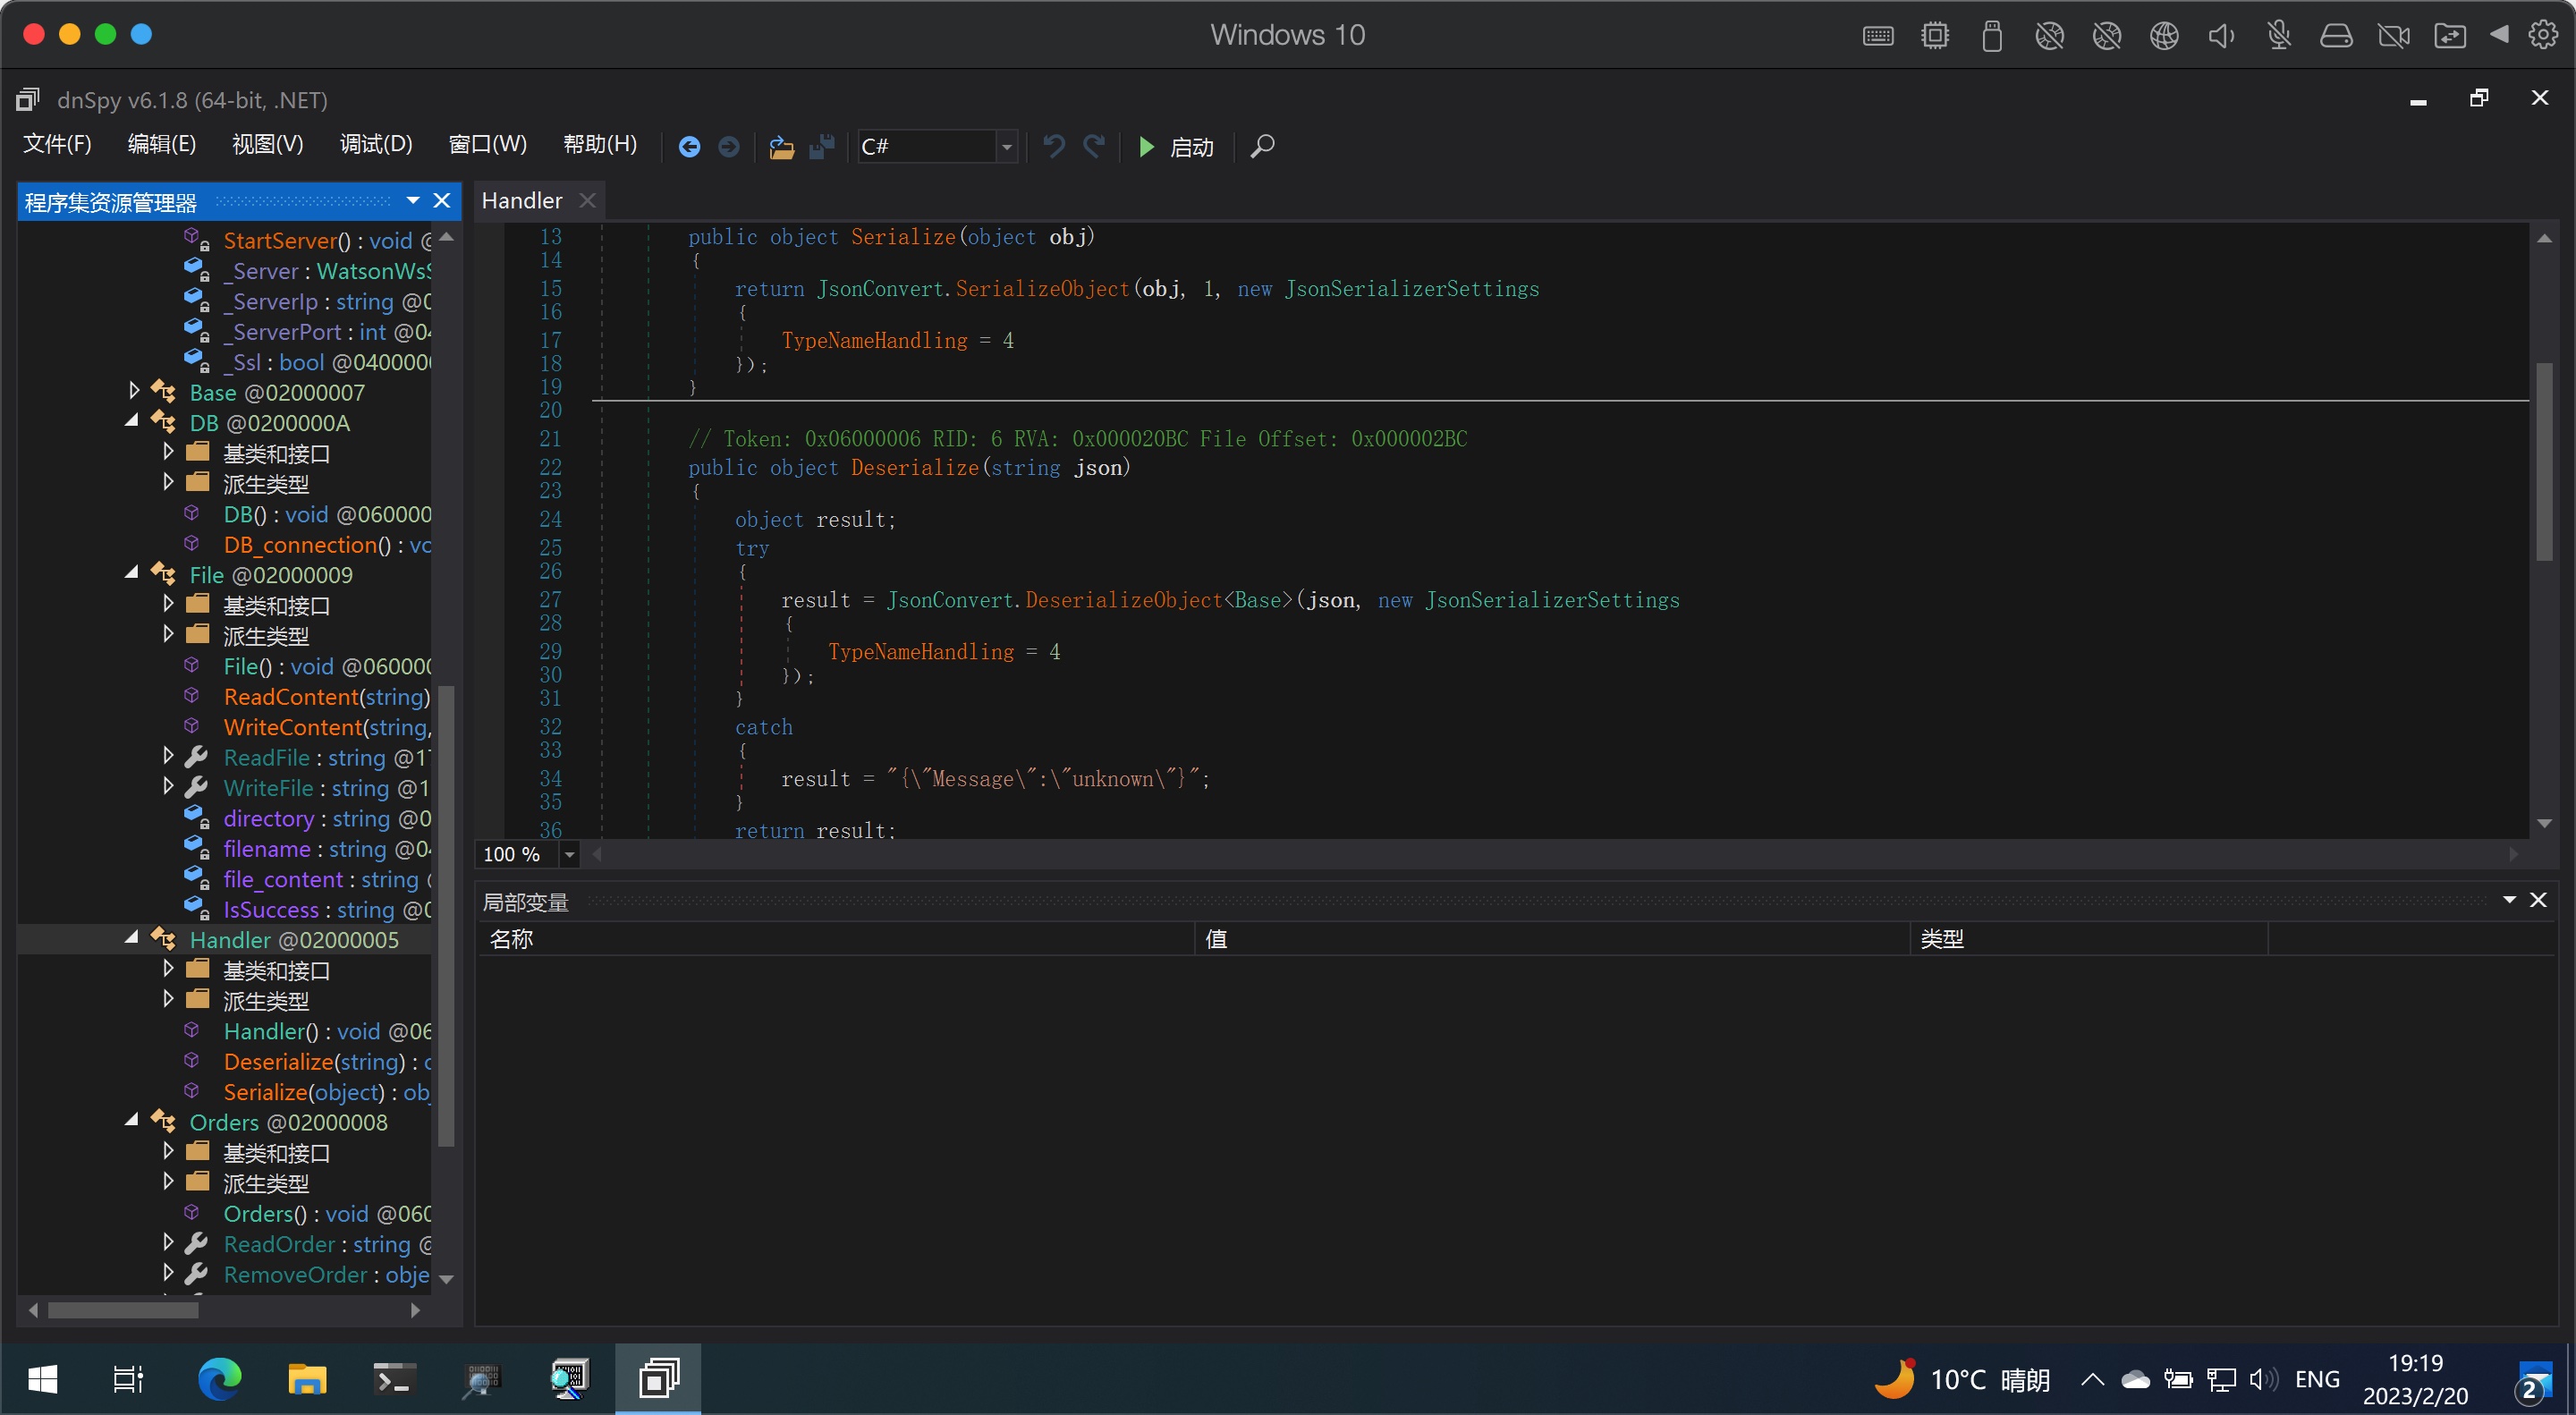 Windows 10
dnSpy v6.1.8 (64-bit, .NET)
文件(F) 编辑(E) 视图(V) 调试(D) 窗口(W) 帮助(H) C# 启动
程序集资源管理器
StartServer() : void @
_Server : WatsonWsS
_ServerIp : string @0
_ServerPort : int @04
_Ssl : bool @040000
Base @02000007
DB @0200000A
基类和接口
派生类型
DB() : void @060000
DB_connection() : vo
File @02000009
基类和接口
派生类型
File() : void @06000
ReadContent(string)
WriteContent(string,
ReadFile : string @17
WriteFile : string @1
directory : string @0
filename : string @04
file_content : string
IsSuccess : string @0
Handler @02000005
基类和接口
派生类型
Handler() : void @06
Deserialize(string) : o
Serialize(object) : obj
Orders @02000008
基类和接口
派生类型
Orders() : void @060
ReadOrder : string @
RemoveOrder : obje
Handler
13 public object Serialize(object obj)
14 {
15 return JsonConvert.SerializeObject(obj, 1, new JsonSerializerSettings
16 {
17 TypeNameHandling = 4
18 });
19 }
20
21 // Token: 0x06000006 RID: 6 RVA: 0x000020BC File Offset: 0x000002BC
22 public object Deserialize(string json)
23 {
24 object result;
25 try
26 {
27 result = JsonConvert.DeserializeObject<Base>(json, new JsonSerializerSettings
28 {
29 TypeNameHandling = 4
30 });
31 }
32 catch
33 {
34 result = "{\"Message\":\"unknown\"}";
35 }
36 return result;
100 %
局部变量
名称 值 类型
10°C 晴朗 ENG 19:19
2023/2/20 2